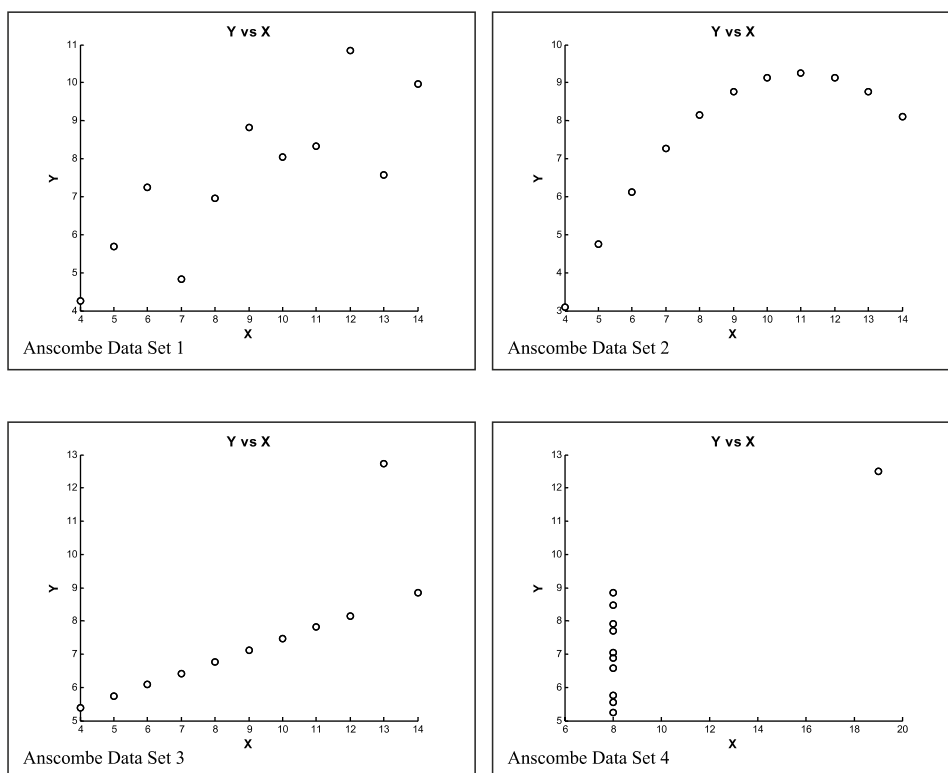 Y vs X
11
10
9
8
7
6
5
4
Y
4 5 6 7 8 9 10 11 12 13 14
X
Anscombe Data Set 1
Y vs X
10
9
8
7
6
5
4
3
Y
4 5 6 7 8 9 10 11 12 13 14
X
Anscombe Data Set 2
Y vs X
13
12
11
10
9
8
7
6
5
Y
4 5 6 7 8 9 10 11 12 13 14
X
Anscombe Data Set 3
Y vs X
13
12
11
10
9
8
7
6
5
Y
6 8 10 12 14 16 18 20
X
Anscombe Data Set 4